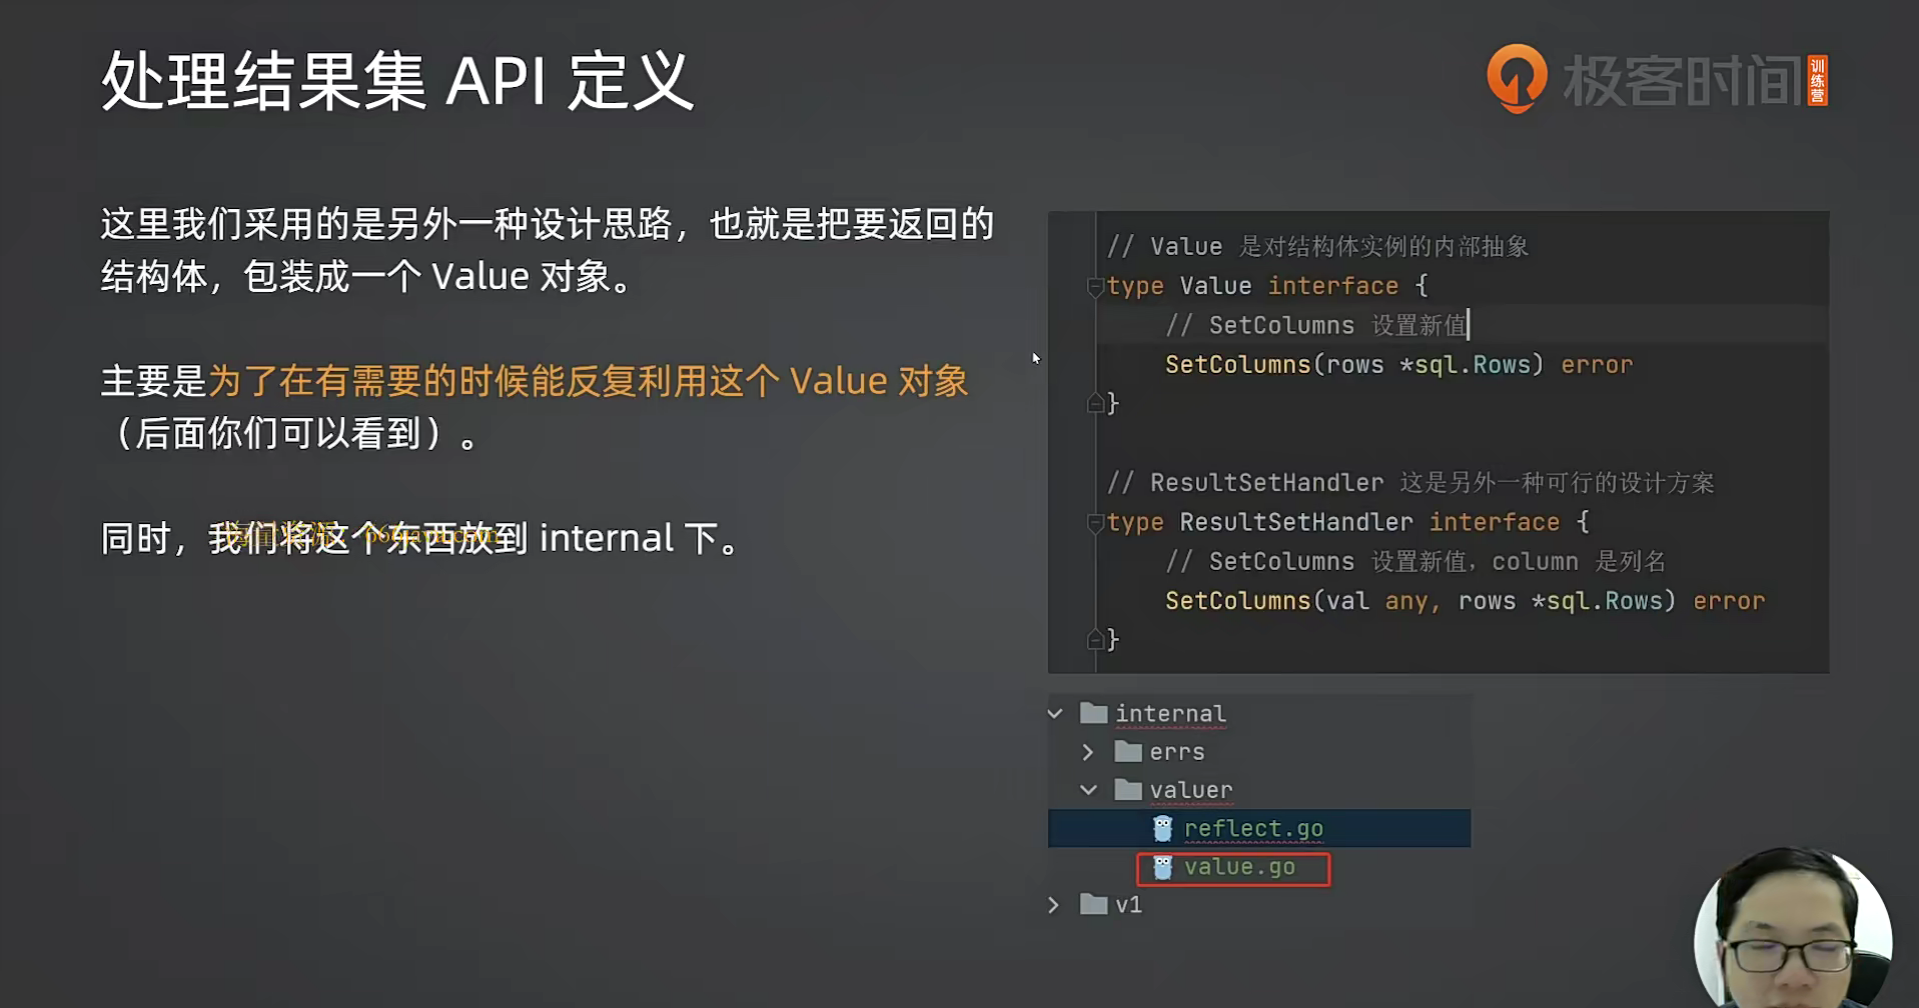 处理结果集 API 定义
极客时间
训练营
这里我们采用的是另外一种设计思路，也就是把要返回的
结构体，包装成一个 Value 对象。
主要是为了在有需要的时候能反复利用这个 Value 对象
（后面你们可以看到）。
同时，我们将这个东西放到 internal 下。
// Value 是对结构体实例的内部抽象
type Value interface {
// SetColumns 设置新值
SetColumns(rows *sql.Rows) error
}
// ResultSetHandler 这是另外一种可行的设计方案
type ResultSetHandler interface {
// SetColumns 设置新值，column 是列名
SetColumns(val any, rows *sql.Rows) error
}
internal
errs
valuer
reflect.go
value.go
v1